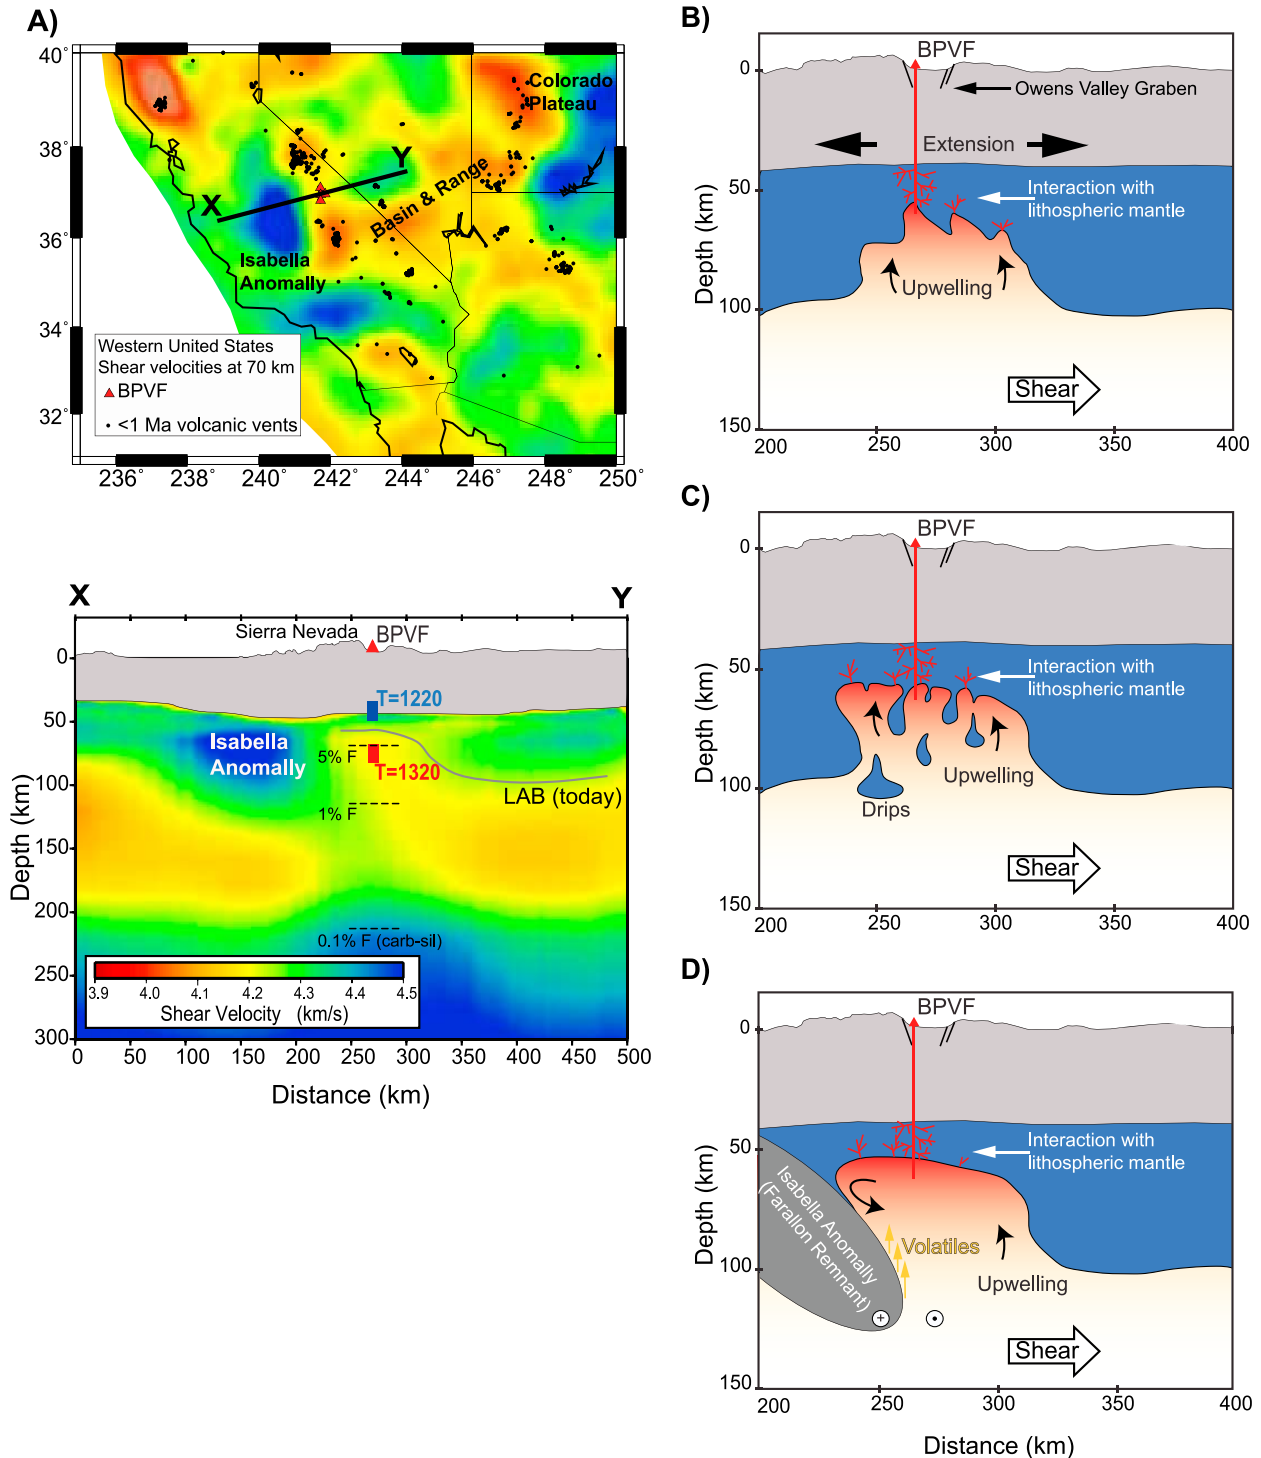 A)
40°
38°
36°
34°
32°
236°
238°
240°
242°
244°
246°
248°
250°
Colorado
Plateau
Basin & Range
X
Y
Isabella
Anomally
Western United States
Shear velocities at 70 km
BPVF
<1 Ma volcanic vents
X
Y
Sierra Nevada
BPVF
T=1220
Isabella
Anomally
5% F
T=1320
LAB (today)
1% F
0.1% F (carb-sil)
3.9
4.0
4.1
4.2
4.3
4.4
4.5
Shear Velocity (km/s)
0
50
100
150
200
250
300
Depth (km)
0
50
100
150
200
250
300
350
400
450
500
Distance (km)
B)
BPVF
Owens Valley Graben
Extension
Interaction with
lithospheric mantle
Upwelling
Shear
0
50
100
150
Depth (km)
200
250
300
350
400
C)
BPVF
Interaction with
lithospheric mantle
Upwelling
Drips
Shear
0
50
100
150
Depth (km)
200
250
300
350
400
D)
BPVF
Interaction with
lithospheric mantle
Isabella Anomally
(Farallon Remnant)
Volatiles
Upwelling
Shear
0
50
100
150
Depth (km)
200
250
300
350
400
Distance (km)